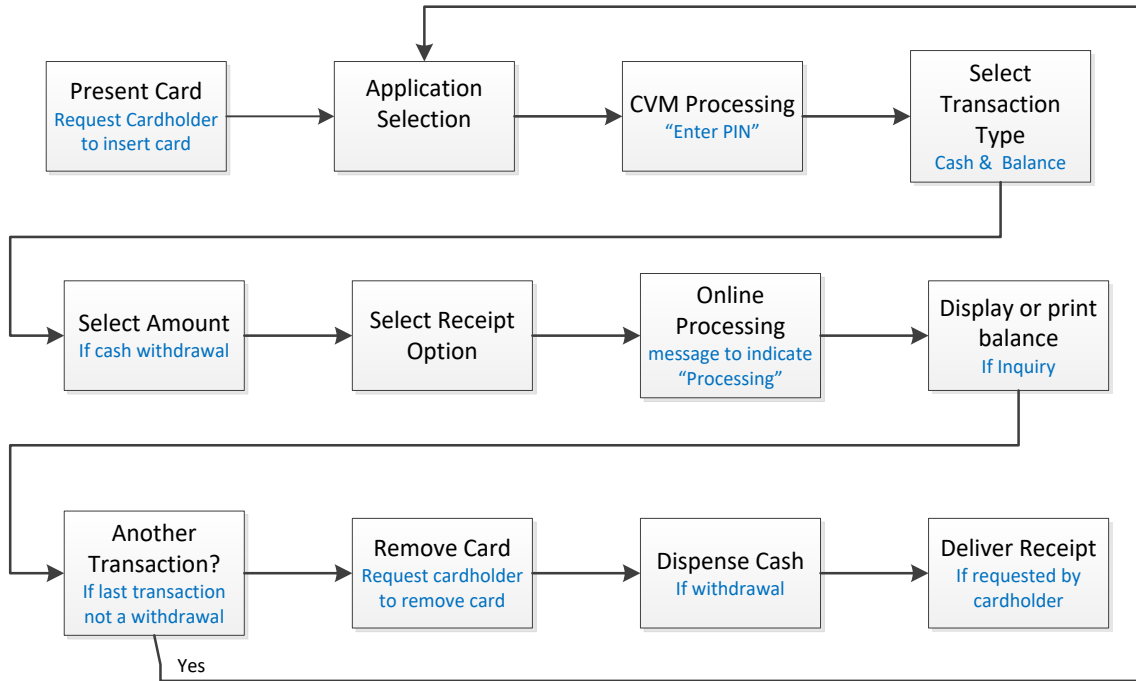 Present Card
Request Cardholder
to insert card
Application
Selection
CVM Processing
“Enter PIN”
Select
Transaction
Type
Cash & Balance
Select Amount
If cash withdrawal
Select Receipt
Option
Online
Processing
message to indicate
“Processing”
Display or print
balance
If Inquiry
Another
Transaction?
If last transaction
not a withdrawal
Remove Card
Request cardholder
to remove card
Dispense Cash
If withdrawal
Deliver Receipt
If requested by
cardholder
Yes